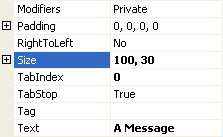 Modifiers Private
Padding 0, 0, 0, 0
RightToLeft No
Size 100, 30
TabIndex 0
TabStop True
Tag
Text A Message